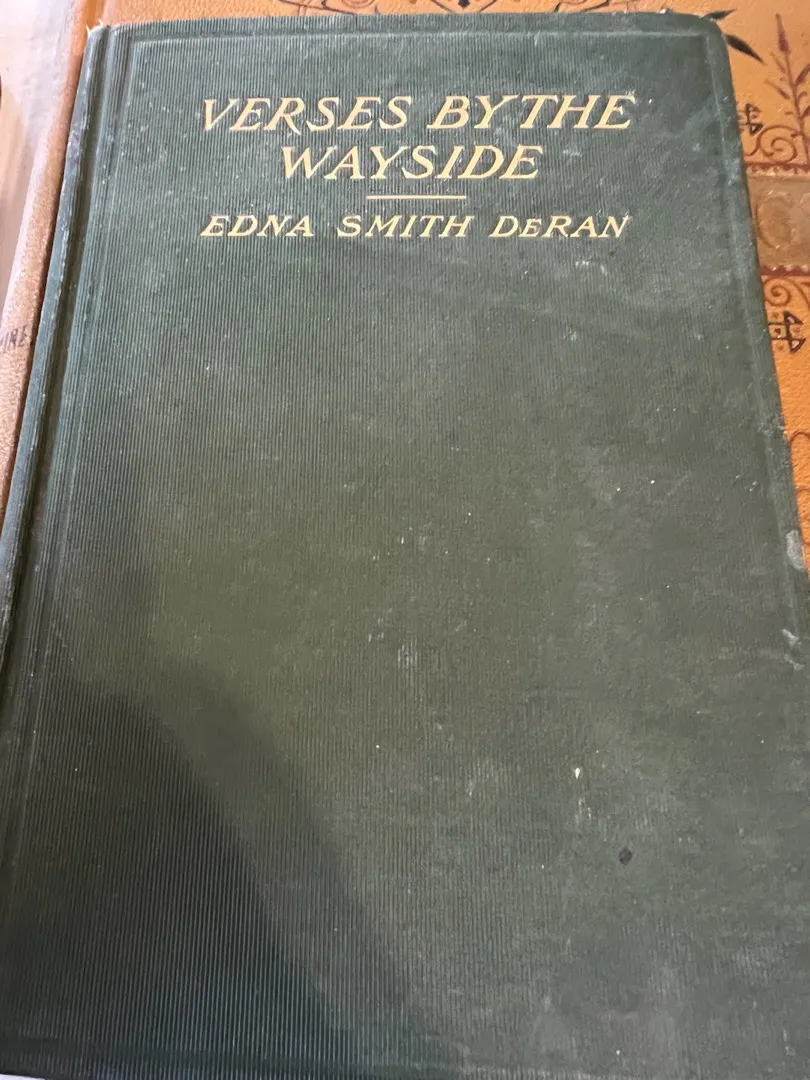 VERSES BY THE
WAYSIDE
EDNA SMITH DeRAN